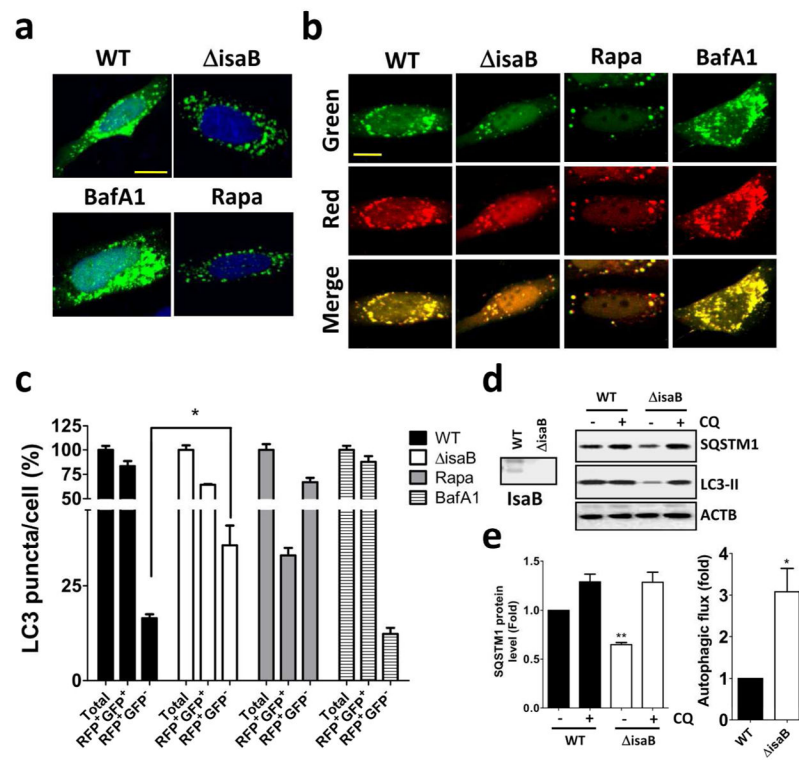 a
WT ΔisaB
BafA1 Rapa
b
WT ΔisaB Rapa BafA1
Green
Red
Merge
c
LC3 puncta/cell (%)
125
100
75
50
25
0
*
Total RFP⁺GFP⁺ RFP⁺GFP⁻ Total RFP⁺GFP⁺ RFP⁺GFP⁻ Total RFP⁺GFP⁺ RFP⁺GFP⁻ Total RFP⁺GFP⁺ RFP⁺GFP⁻
WT
ΔisaB
Rapa
BafA1
d
WT ΔisaB
IsaB
WT ΔisaB
- + - + CQ
SQSTM1
LC3-II
ACTB
e
SQSTM1 protein
level (Fold)
1.5
1.0
0.5
0.0
**
- + - + CQ
WT ΔisaB
Autophagic flux (fold)
4
3
2
1
0
*
WT ΔisaB